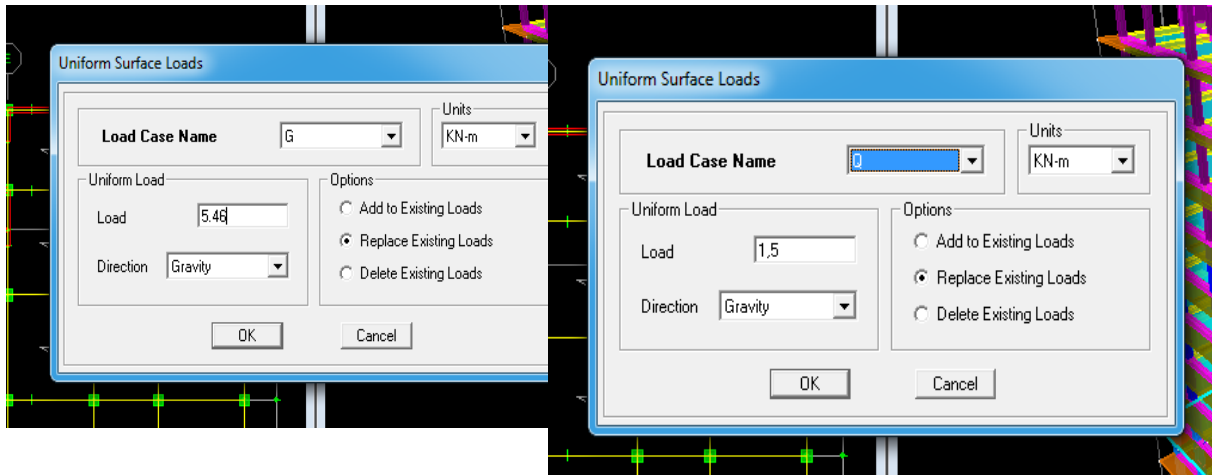 Uniform Surface Loads
Load Case Name G
Units
KN-m
Uniform Load
Load 5.46
Direction Gravity
Options
Add to Existing Loads
Replace Existing Loads
Delete Existing Loads
OK Cancel
Uniform Surface Loads
Load Case Name Q
Units
KN-m
Uniform Load
Load 1,5
Direction Gravity
Options
Add to Existing Loads
Replace Existing Loads
Delete Existing Loads
OK Cancel